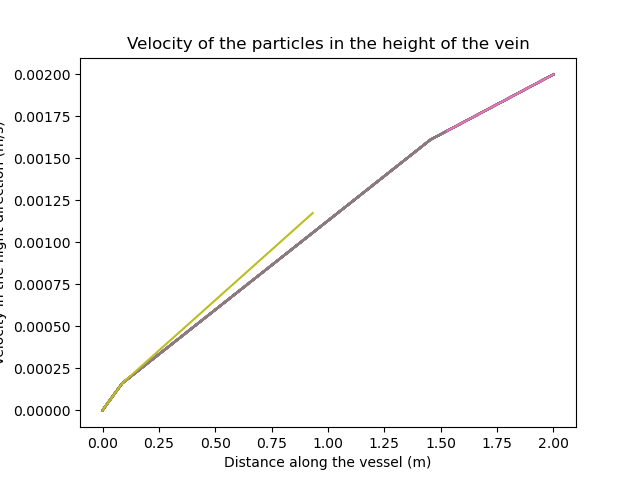 Velocity of the particles in the height of the vein
0.00200
0.00175
0.00150
0.00125
0.00100
0.00075
0.00050
0.00025
0.00000
in the
direction (m/s)
0.00 0.25 0.50 0.75 1.00 1.25 1.50 1.75 2.00
Distance along the vessel (m)